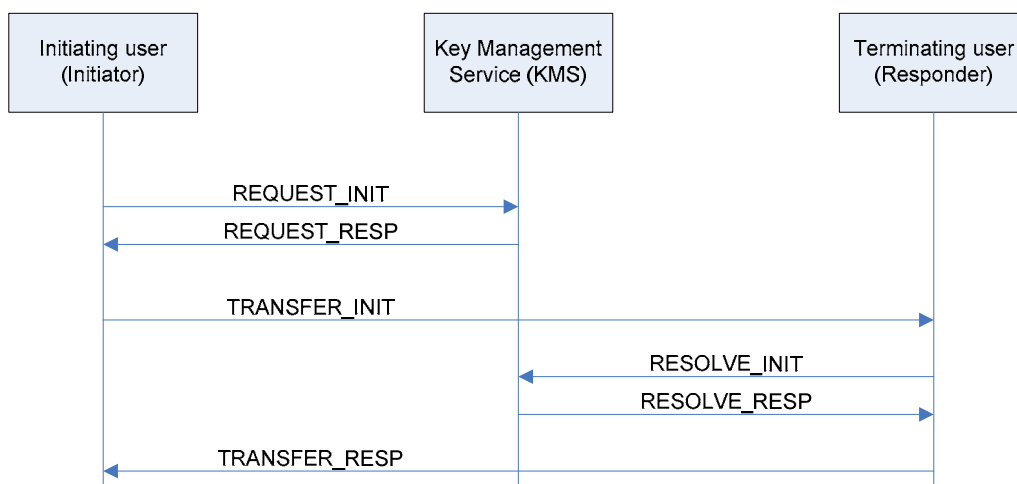 Initiating user
(Initiator)
Key Management
Service (KMS)
Terminating user
(Responder)
REQUEST_INIT
REQUEST_RESP
TRANSFER_INIT
RESOLVE_INIT
RESOLVE_RESP
TRANSFER_RESP